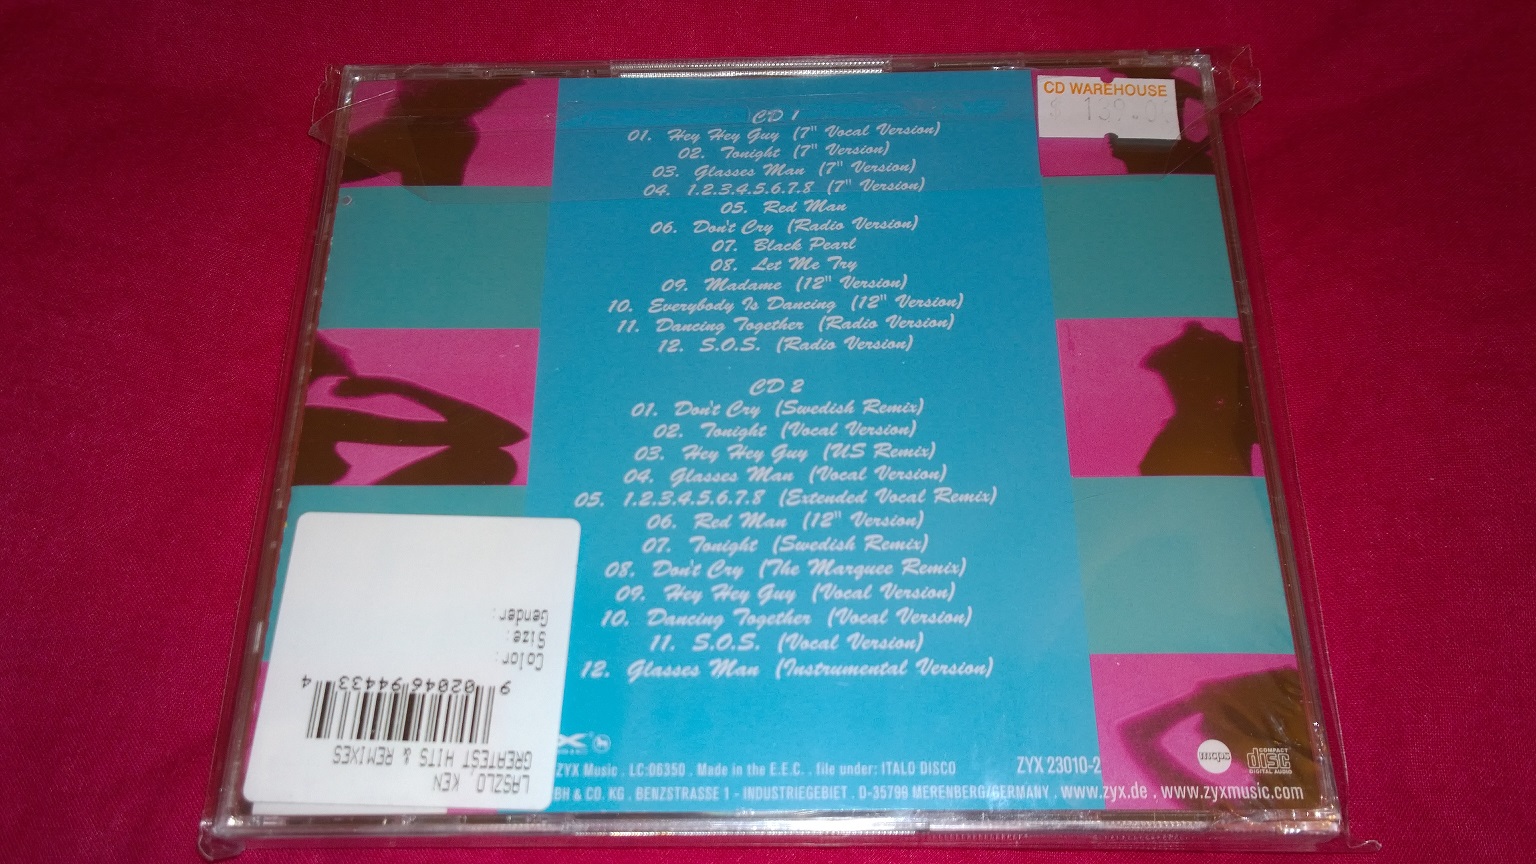 CD WAREHOUSE
CD 1
01. Hey Hey Guy (7" Vocal Version)
02. Tonight (7" Version)
03. Glasses Man (7" Version)
04. 1.2.3.4.5.6.7.8 (7" Version)
05. Red Man
06. Don't Cry (Radio Version)
07. Black Pearl
08. Let Me Try
09. Madame (12" Version)
10. Everybody Is Dancing (12" Version)
11. Dancing Together (Radio Version)
12. S.O.S. (Radio Version)
CD 2
01. Don't Cry (Swedish Remix)
02. Tonight (Vocal Version)
03. Hey Hey Guy (US Remix)
04. Glasses Man (Vocal Version)
05. 1.2.3.4.5.6.7.8 (Extended Vocal Remix)
06. Red Man (12" Version)
07. Tonight (Swedish Remix)
08. Don't Cry (The Marquee Remix)
09. Hey Hey Guy (Vocal Version)
10. Dancing Together (Vocal Version)
11. S.O.S. (Vocal Version)
12. Glasses Man (Instrumental Version)
LASZLO, KEN
GREATEST HITS & REMIXES
9 02046 94433 4
Color:
Size:
Gender:
mcps
COMPACT
disc
DIGITAL AUDIO
ZYX Music . LC:06350 . Made in the E.E.C. . file under: ITALO DISCO ZYX 23010-2
& CO. KG . BENZSTRASSE 1 - INDUSTRIEGEBIET . D-35799 MERENBERG/GERMANY . www.zyx.de . www.zyxmusic.com